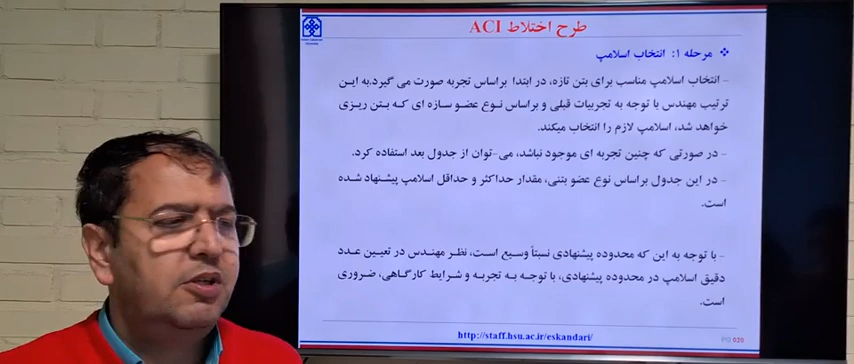 طرح اختلاط ACI
❖ مرحله ۱: انتخاب اسلامپ
– انتخاب اسلامپ مناسب برای بتن تازه، در ابتدا براساس تجربه صورت می گیرد.به این
ترتیب مهندس با توجه به تجربیات قبلی و براساس نوع عضو سازه ای که بتن ریزی
خواهد شد، اسلامپ لازم را انتخاب میکند.
– در صورتی که چنین تجربه ای موجود نباشد، می-توان از جدول بعد استفاده کرد.
– در این جدول براساس نوع عضو بتنی، مقدار حداکثر و حداقل اسلامپ پیشنهاد شده
است.
– با توجه به این که محدوده پیشنهادی نسبتاً وسیع است، نظر مهندس در تعیین عدد
دقیق اسلامپ در محدوده پیشنهادی، با توجه به تجربه و شرایط کارگاهی، ضروری
است.
http://staff.hsu.ac.ir/eskandari/
PG 020